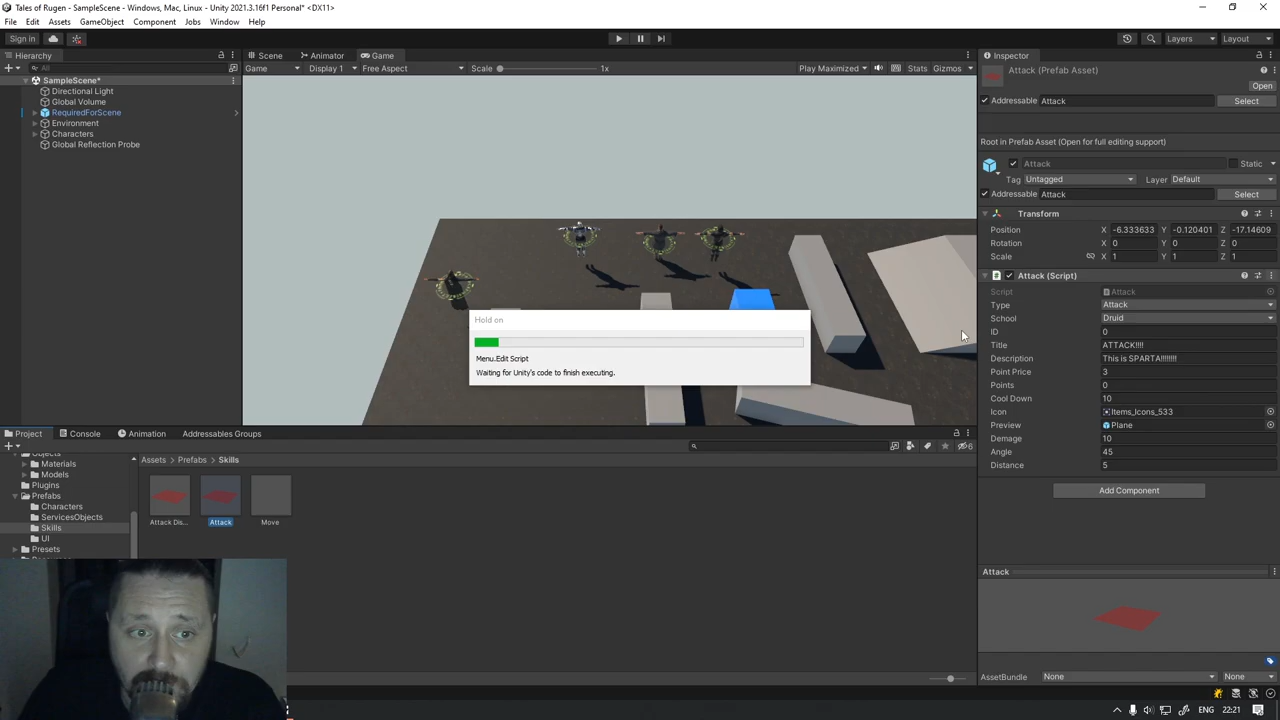 Tales of Rugen - SampleScene - Windows, Mac, Linux - Unity 2021.3.16f1 Personal* <DX11>
File Edit Assets GameObject Component Jobs Window Help
Sign in
Layers
Layout
Hierarchy
All
SampleScene*
Directional Light
Global Volume
RequiredForScene
Environment
Characters
Global Reflection Probe
Scene Animator Game
Game Display 1 Free Aspect Scale 1x Play Maximized Stats Gizmos
Hold on
Menu.Edit Script
Waiting for Unity's code to finish executing.
Inspector
Attack (Prefab Asset)
Open
Addressable Attack Select
Root in Prefab Asset (Open for full editing support)
Attack Static
Tag Untagged Layer Default
Addressable Attack Select
Transform
Position X -6.333633 Y -0.120401 Z -17.14609
Rotation X 0 Y 0 Z 0
Scale X 1 Y 1 Z 1
Attack (Script)
Script Attack
Type Attack
School Druid
ID 0
Title ATTACK!!!!
Description This is SPARTA!!!!!!!!
Point Price 3
Points 0
Cool Down 10
Icon Items_Icons_533
Preview Plane
Demage 10
Angle 45
Distance 5
Add Component
Attack
AssetBundle None None
Project Console Animation Addressables Groups
6
Materials
Models
Plugins
Prefabs
Characters
ServicesObjects
Skills
UI
Presets
Assets > Prefabs > Skills
Attack Dis...
Attack
Move
ENG 22:21